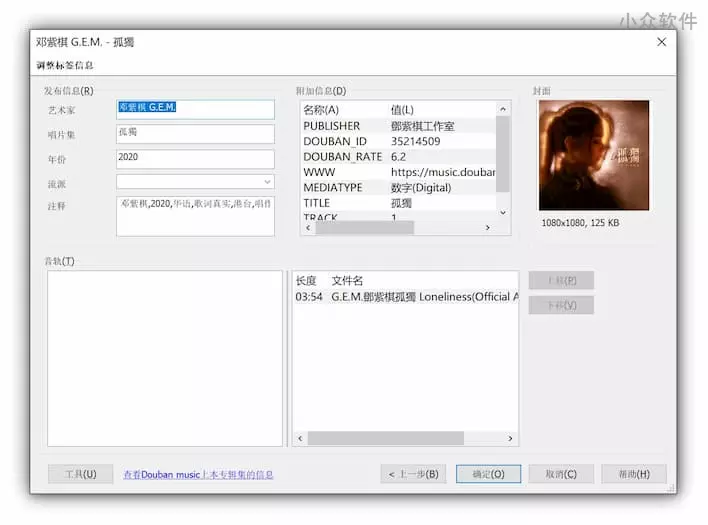 小众软件
邓紫棋 G.E.M. - 孤獨
调整标签信息
发布信息(R)
艺术家 邓紫棋 G.E.M.
唱片集 孤獨
年份 2020
流派
注释 邓紫棋,2020,华语,歌词真实,港台,唱作
附加信息(D)
名称(A) 值(L)
PUBLISHER 鄧紫棋工作室
DOUBAN_ID 35214509
DOUBAN_RATE 6.2
WWW https://music.douban
MEDIATYPE 数字(Digital)
TITLE 孤獨
TRACK 1
封面
孤獨
1080x1080, 125 KB
音轨(T)
长度 文件名
03:54 G.E.M.鄧紫棋孤獨 Loneliness(Official A
上移(P)
下移(V)
工具(U) 查看Douban music上本专辑集的信息 < 上一步(B) 确定(O) 取消(C) 帮助(H)